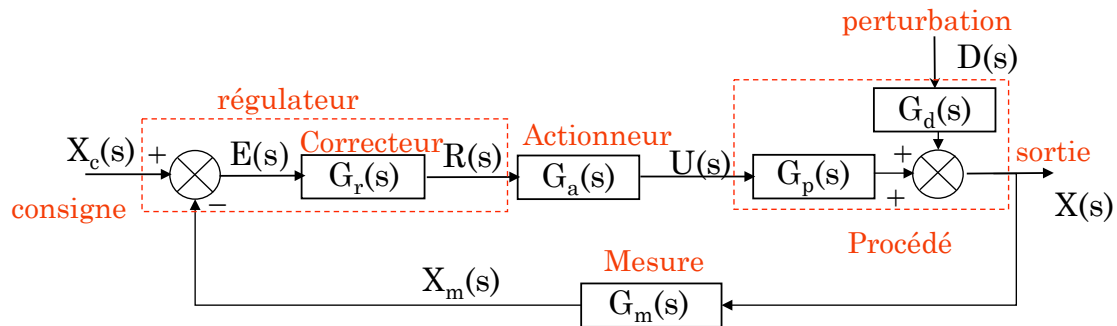 perturbation
D(s)
régulateur
G_d(s)
X_c(s) + E(s) Correcteur R(s) Actionneur U(s) + sortie
G_r(s) G_a(s) G_p(s)
consigne − + X(s)
Procédé
Mesure
X_m(s) G_m(s)